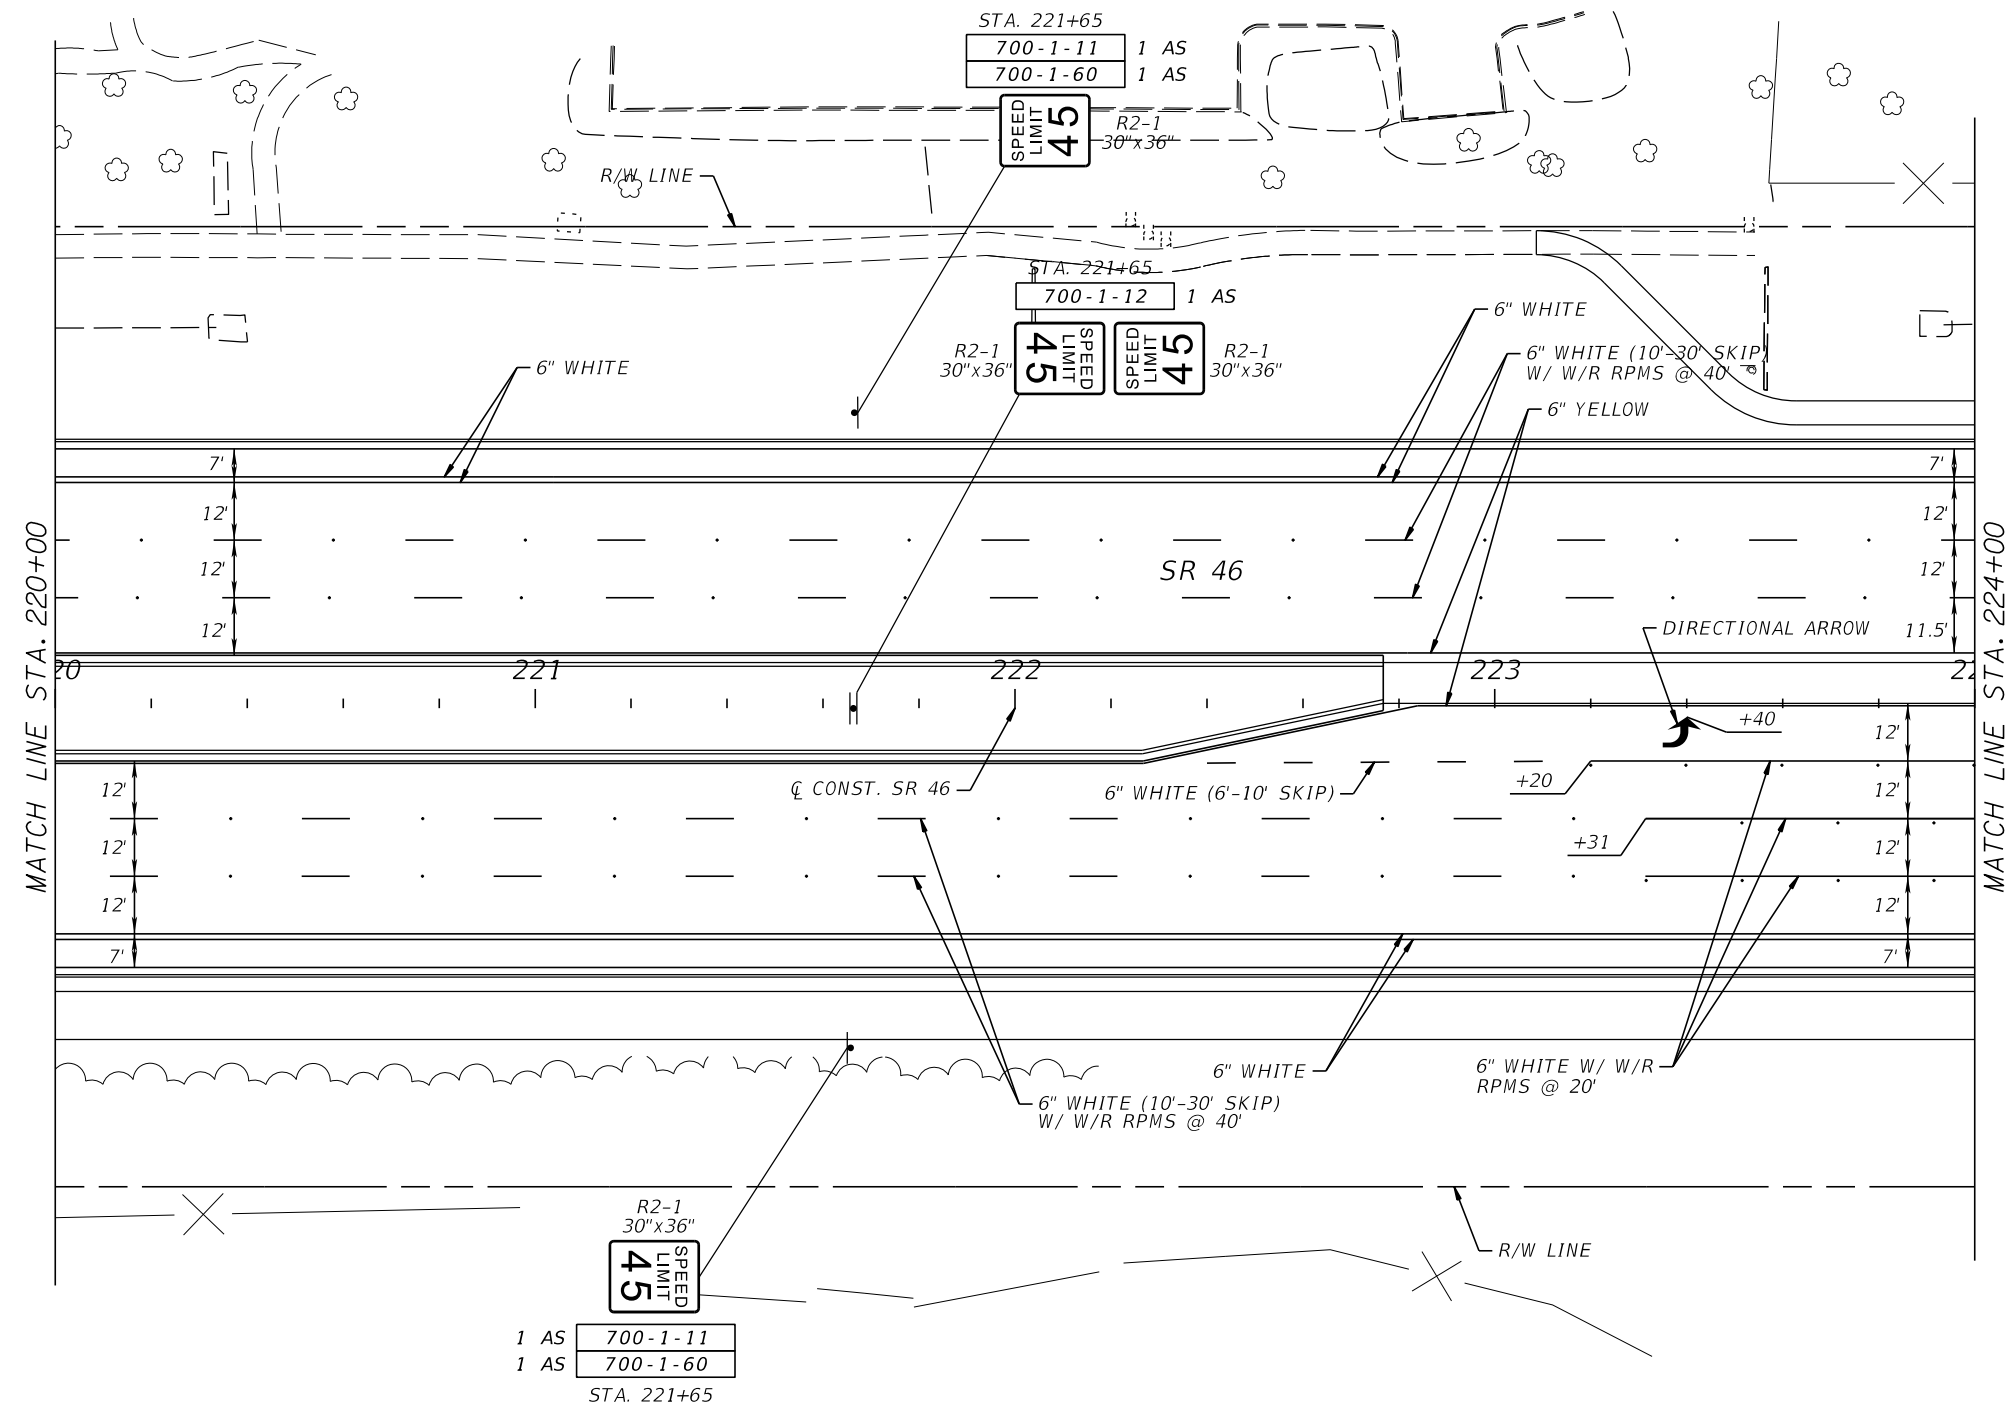 STA. 221+65
700-1-11 1 AS
700-1-60 1 AS
SPEED
LIMIT
45
R2-1
30"x36"
R/W LINE
STA. 221+65
700-1-12 1 AS
R2-1
30"x36"
SPEED
LIMIT
45
SPEED
LIMIT
45
R2-1
30"x36"
6" WHITE
6" WHITE
6" WHITE (10'-30' SKIP)
W/ W/R RPMS @ 40'
6" YELLOW
7'
12'
12'
12'
7'
12'
12'
11.5'
SR 46
DIRECTIONAL ARROW
MATCH LINE STA. 220+00
MATCH LINE STA. 224+00
20
221
222
223
22
+40
12'
12'
12'
7'
℄ CONST. SR 46
6" WHITE (6'-10' SKIP)
+20
+31
12'
12'
12'
12'
7'
6" WHITE
6" WHITE W/ W/R
RPMS @ 20'
6" WHITE (10'-30' SKIP)
W/ W/R RPMS @ 40'
R2-1
30"x36"
SPEED
LIMIT
45
R/W LINE
1 AS 700-1-11
1 AS 700-1-60
STA. 221+65